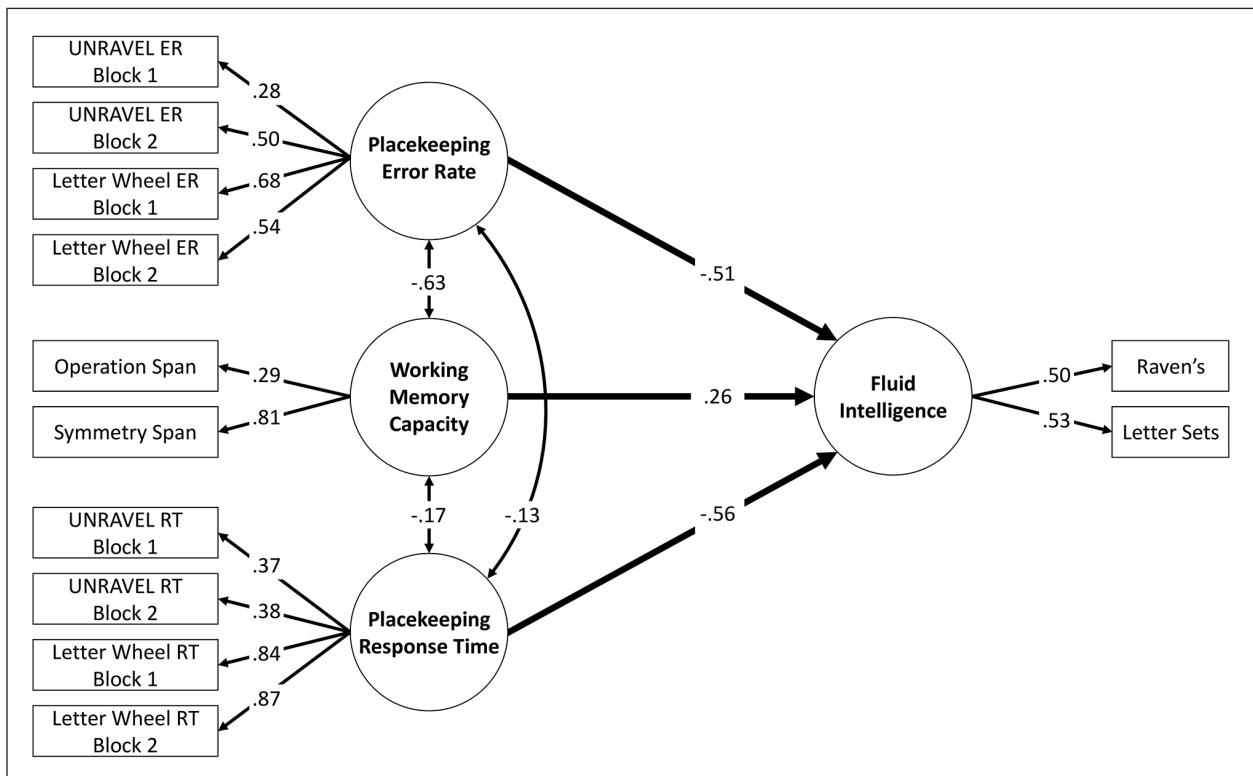 UNRAVEL ER
Block 1
.28
UNRAVEL ER
Block 2
.50
Letter Wheel ER
Block 1
.68
Letter Wheel ER
Block 2
.54
Placekeeping
Error Rate
-.63
-.51
Operation Span
.29
Symmetry Span
.81
Working
Memory
Capacity
.26
Fluid
Intelligence
.50
Raven’s
.53
Letter Sets
-.17
-.13
-.56
UNRAVEL RT
Block 1
.37
UNRAVEL RT
Block 2
.38
Letter Wheel RT
Block 1
.84
Letter Wheel RT
Block 2
.87
Placekeeping
Response Time